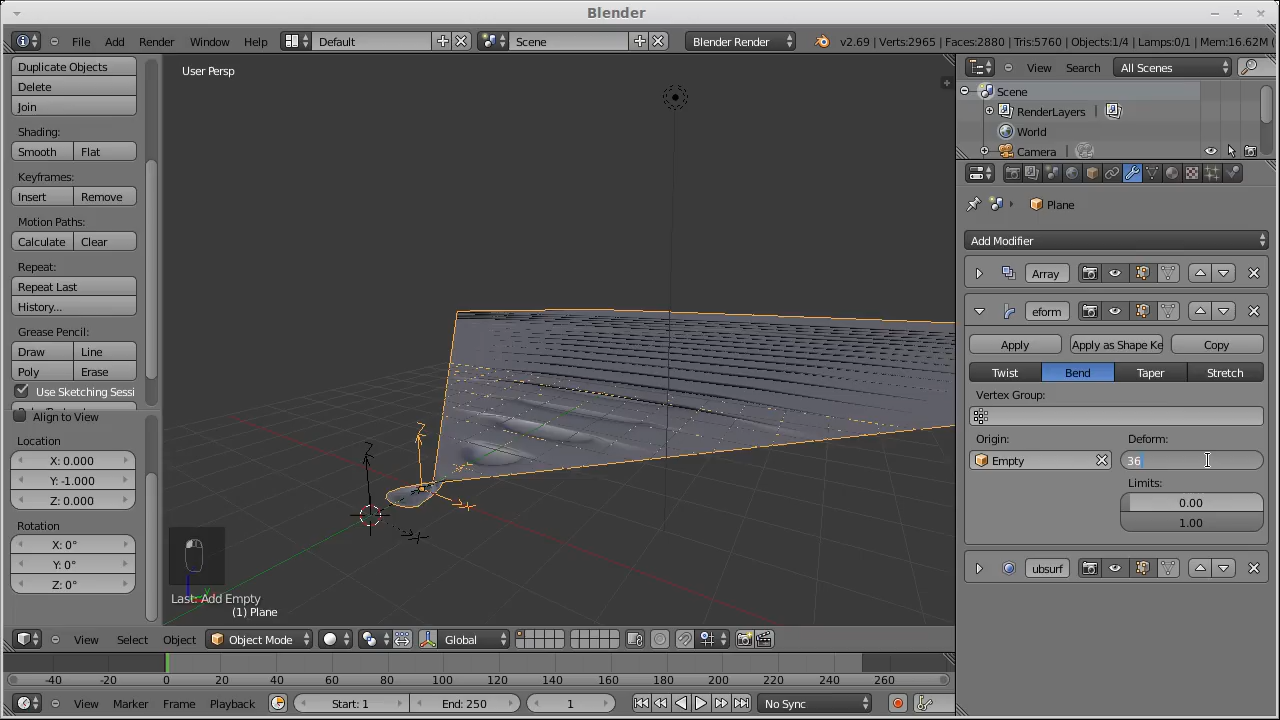 Blender
File Add Render Window Help Default Scene Blender Render v2.69 | Verts:2965 | Faces:2880 | Tris:5760 | Objects:1/4 | Lamps:0/1 | Mem:16.62M (
Duplicate Objects
Delete
Join
Shading:
Smooth Flat
Keyframes:
Insert Remove
Motion Paths:
Calculate Clear
Repeat:
Repeat Last
History...
Grease Pencil:
Draw Line
Poly Erase
Use Sketching Sessi
Align to View
Location
X: 0.000
Y: -1.000
Z: 0.000
Rotation
X: 0°
Y: 0°
Z: 0°
User Persp
Z
Z
Last: Add Empty
(1) Plane
View Select Object Object Mode Global
-40 -20 0 20 40 60 80 100 120 140 160 180 200 220 240 260
View Marker Frame Playback Start: 1 End: 250 1 No Sync
View Search All Scenes
Scene
RenderLayers
World
Camera
Plane
Add Modifier
Array
eform
Apply Apply as Shape Ke Copy
Twist Bend Taper Stretch
Vertex Group:
Origin: Deform:
Empty 36
Limits:
0.00
1.00
ubsurf